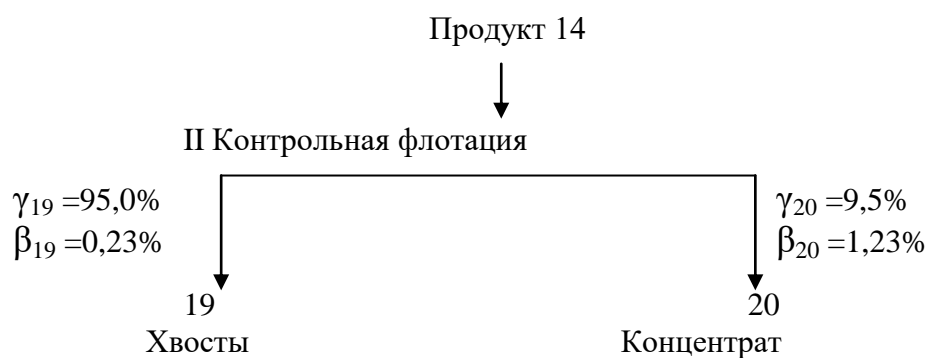 Продукт 14
II Контрольная флотация
γ19 =95,0%
β19 =0,23%
γ20 =9,5%
β20 =1,23%
19
20
Хвосты
Концентрат